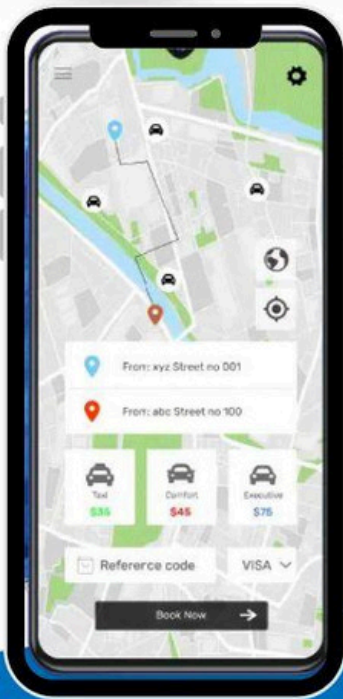 From: xyz Street no 001
From: abc Street no 100
Taxi
$35
Comfort
$45
Executive
$75
Reference code
VISA
Book Now